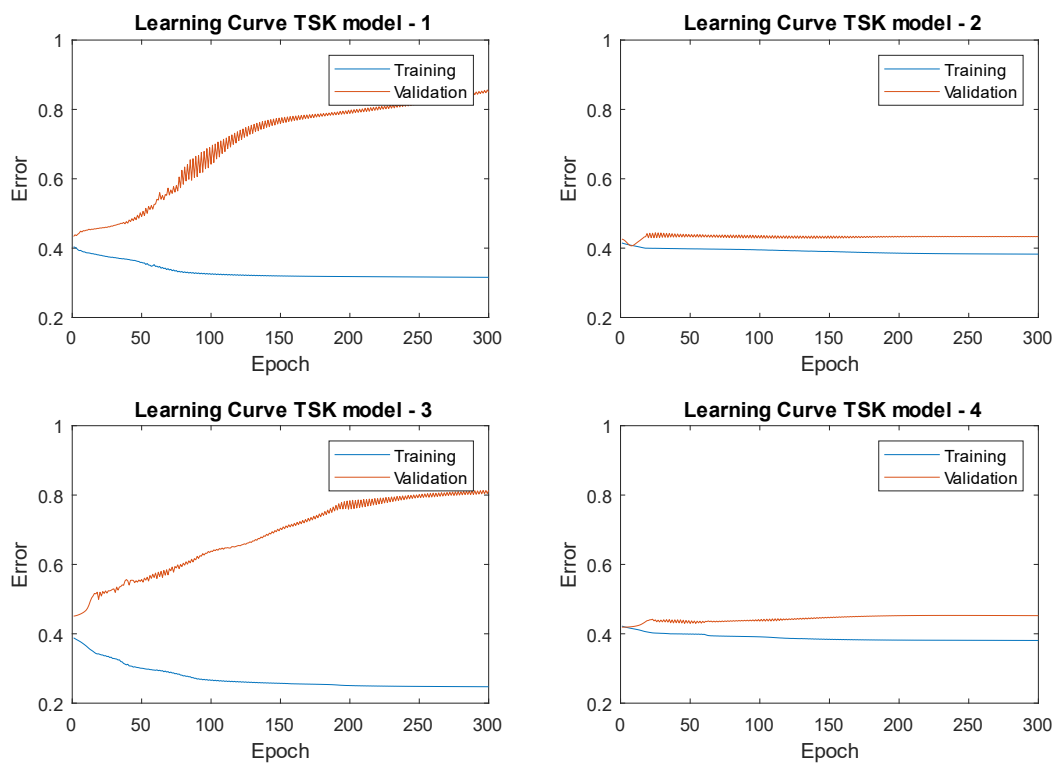 Learning Curve TSK model - 1
1
0.8
0.6
0.4
0.2
Error
Training
Validation
0 50 100 150 200 250 300
Epoch
Learning Curve TSK model - 2
1
0.8
0.6
0.4
0.2
Error
Training
Validation
0 50 100 150 200 250 300
Epoch
Learning Curve TSK model - 3
1
0.8
0.6
0.4
0.2
Error
Training
Validation
0 50 100 150 200 250 300
Epoch
Learning Curve TSK model - 4
1
0.8
0.6
0.4
0.2
Error
Training
Validation
0 50 100 150 200 250 300
Epoch